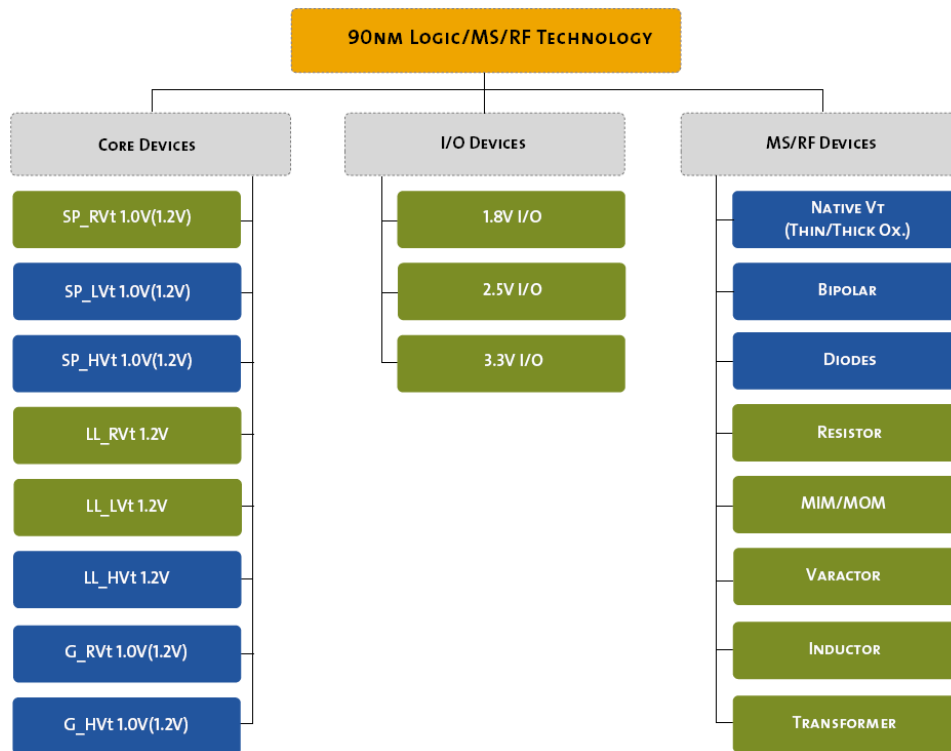 90nm Logic/MS/RF Technology
Core Devices
SP_RVt 1.0V(1.2V)
SP_LVt 1.0V(1.2V)
SP_HVt 1.0V(1.2V)
LL_RVt 1.2V
LL_LVt 1.2V
LL_HVt 1.2V
G_RVt 1.0V(1.2V)
G_HVt 1.0V(1.2V)
I/O Devices
1.8V I/O
2.5V I/O
3.3V I/O
MS/RF Devices
Native Vt
(Thin/Thick Ox.)
Bipolar
Diodes
Resistor
MIM/MOM
Varactor
Inductor
Transformer